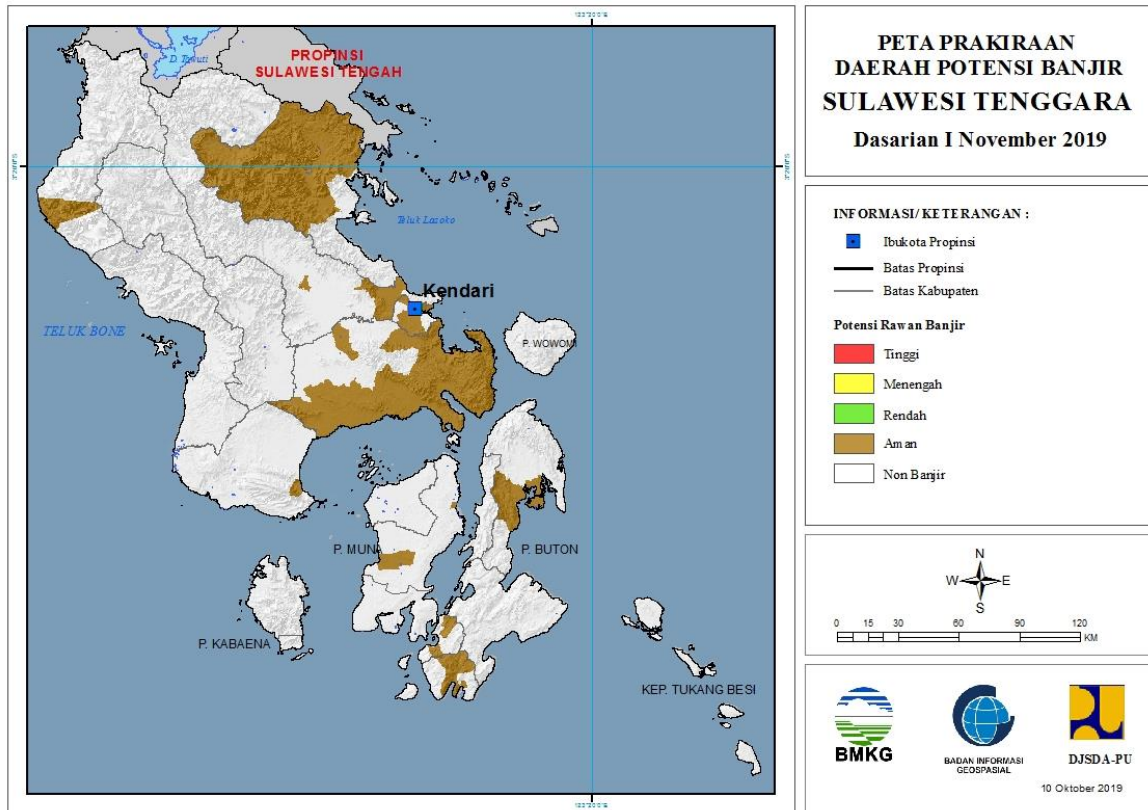 PROPINSI
SULAWESI TENGAH
D. Towuti
Teluk Lasolo
Kendari
TELUK BONE
P. WOWONI
P. MUNA
P. BUTON
P. KABAENA
KEP. TUKANG BESI
PETA PRAKIRAAN
DAERAH POTENSI BANJIR
SULAWESI TENGGARA
Dasarian I November 2019
INFORMASI/ KETERANGAN :
Ibukota Propinsi
Batas Propinsi
Batas Kabupaten
Potensi Rawan Banjir
Tinggi
Menengah
Rendah
Aman
Non Banjir
N
W E
S
0 15 30 60 90 120
KM
BMKG
BADAN INFORMASI
GEOSPASIAL
DJSDA-PU
10 Oktober 2019